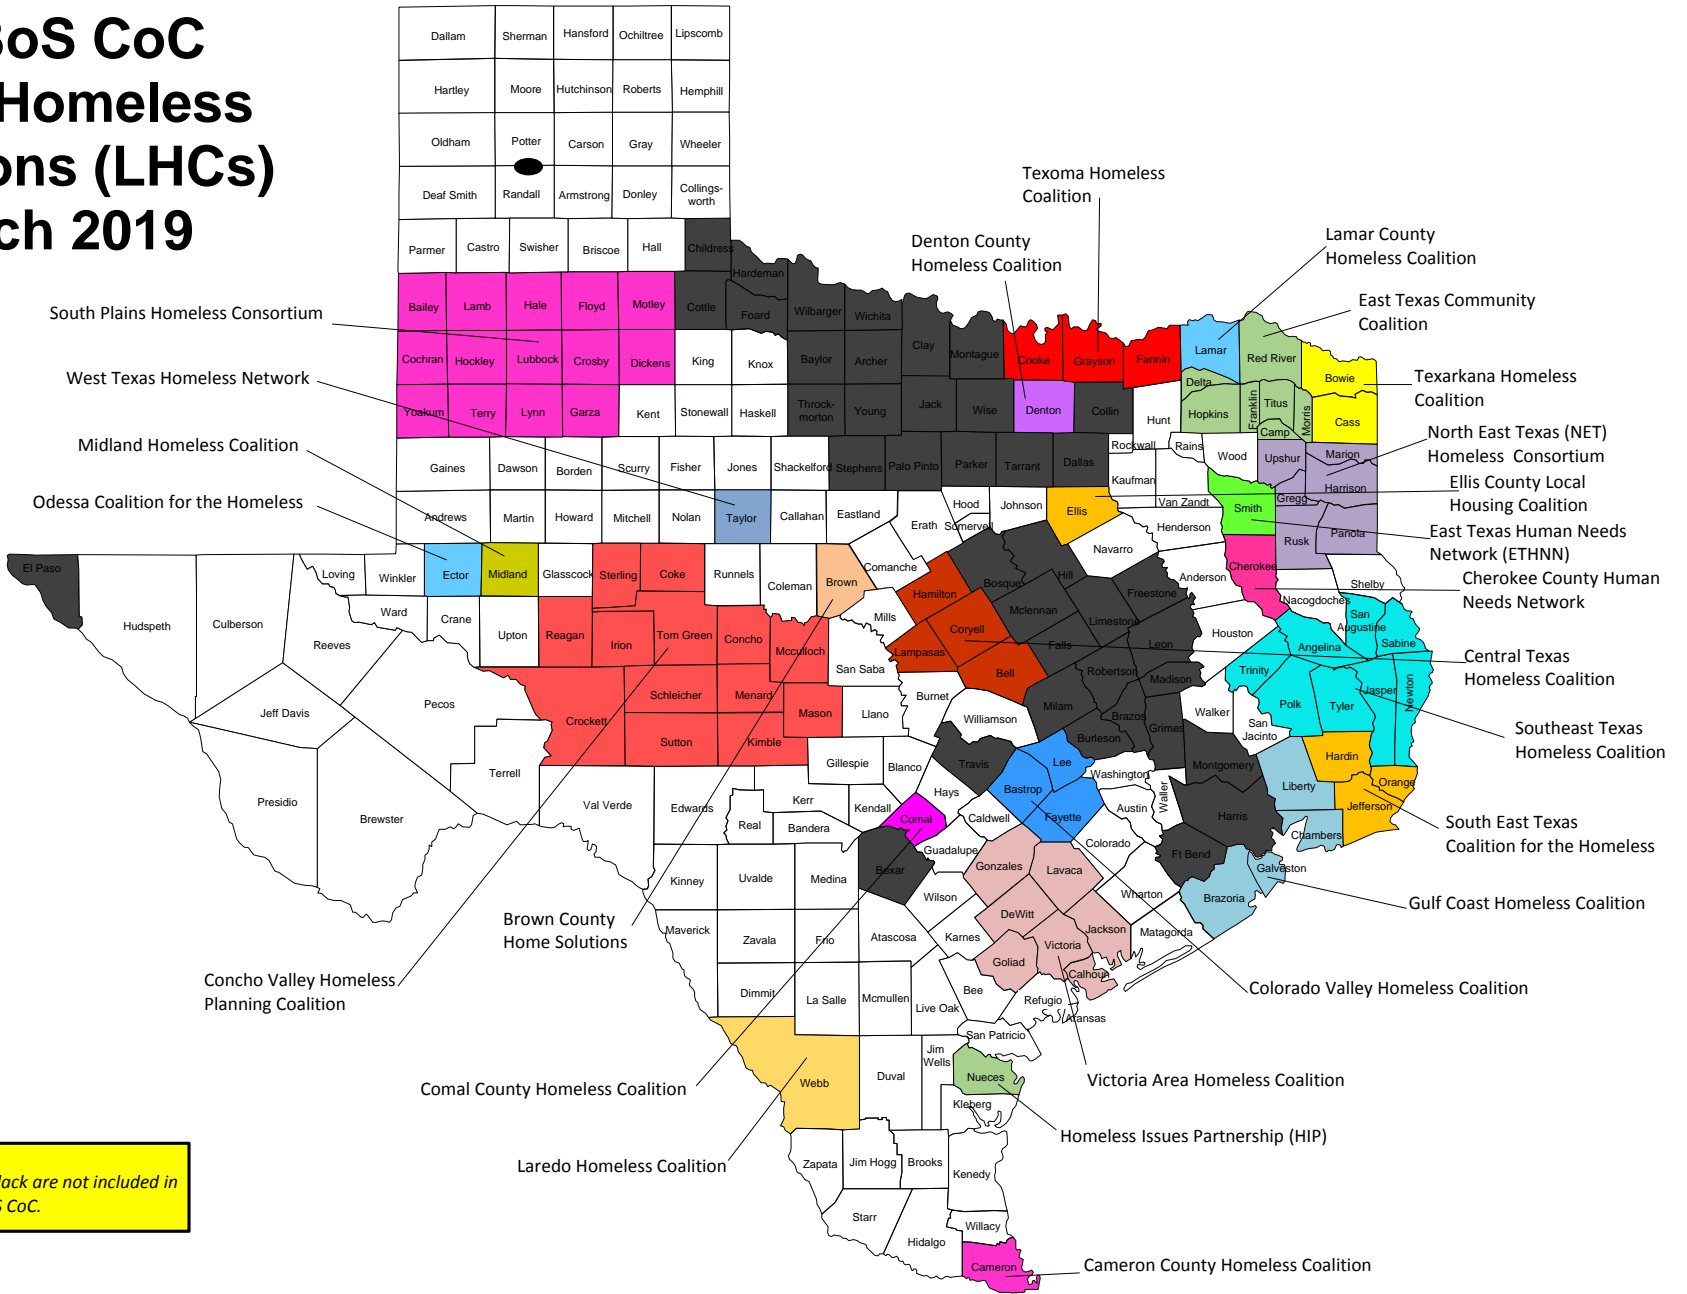 BoS CoC
Homeless
ons (LHCs)
ch 2019
Dallam Sherman Hansford Ochiltree Lipscomb
Hartley Moore Hutchinson Roberts Hemphill
Oldham Potter Carson Gray Wheeler
Deaf Smith Randall Armstrong Donley Collings-
worth
Parmer Castro Swisher Briscoe Hall Childress
Hardeman
Bailey Lamb Hale Floyd Motley Cottle Foard Wilbarger Wichita
Cochran Hockley Lubbock Crosby Dickens King Knox Baylor Archer Clay Montague Cooke Grayson Fannin Lamar Red River Bowie
Yoakum Terry Lynn Garza Kent Stonewall Haskell Throck-
morton Young Jack Wise Denton Collin Hunt Delta Hopkins Franklin Titus Camp Morris Cass
Gaines Dawson Borden Scurry Fisher Jones Shackelford Stephens Palo Pinto Parker Tarrant Dallas Rockwall Rains Wood Upshur Marion
Kaufman Van Zandt Smith Gregg Harrison
Andrews Martin Howard Mitchell Nolan Taylor Callahan Eastland Erath Hood Somervell Johnson Ellis Henderson Rusk Panola
El Paso Loving Winkler Ector Midland Glasscock Sterling Coke Runnels Coleman Brown Comanche Bosque Hill Navarro Freestone Anderson Cherokee Shelby
Hudspeth Culberson Reeves Ward Crane Upton Reagan Irion Tom Green Concho Mcculloch Mills Hamilton Coryell Mclennan Limestone Nacogdoches
San
Augustine Sabine
Lampasas Bell Falls Leon Houston Angelina
San Saba Robertson Madison Trinity Polk Tyler Jasper Newton
Jeff Davis Pecos Crockett Schleicher Menard Mason Llano Burnet Williamson Milam Brazos Grimes Walker
San
Jacinto
Presidio Brewster Terrell Sutton Kimble Gillespie Blanco Travis Burleson Lee Washington Montgomery Liberty Hardin Orange
Val Verde Edwards Kerr Real Bandera Kendall Hays Comal Caldwell Bastrop Fayette Austin Waller Harris Chambers Jefferson
Kinney Uvalde Medina Bexar Guadalupe Gonzales Lavaca Colorado Ft Bend Galveston
Wilson Wharton Brazoria
Maverick Zavala Frio Atascosa Karnes DeWitt Jackson Matagorda
Goliad Victoria Calhoun
Dimmit La Salle Mcmullen Live Oak Bee Refugio Aransas
San Patricio
Webb Duval
Jim
Wells
Nueces
Kleberg
Zapata Jim Hogg Brooks Kenedy
Starr Hidalgo Willacy
Cameron
South Plains Homeless Consortium
West Texas Homeless Network
Midland Homeless Coalition
Odessa Coalition for the Homeless
Denton County
Homeless Coalition
Texoma Homeless
Coalition
Lamar County
Homeless Coalition
East Texas Community
Coalition
Texarkana Homeless
Coalition
North East Texas (NET)
Homeless Consortium
Ellis County Local
Housing Coalition
East Texas Human Needs
Network (ETHNN)
Cherokee County Human
Needs Network
Central Texas
Homeless Coalition
Southeast Texas
Homeless Coalition
South East Texas
Coalition for the Homeless
Gulf Coast Homeless Coalition
Colorado Valley Homeless Coalition
Victoria Area Homeless Coalition
Homeless Issues Partnership (HIP)
Cameron County Homeless Coalition
Brown County
Home Solutions
Concho Valley Homeless
Planning Coalition
Comal County Homeless Coalition
Laredo Homeless Coalition
lack are not included in
S CoC.